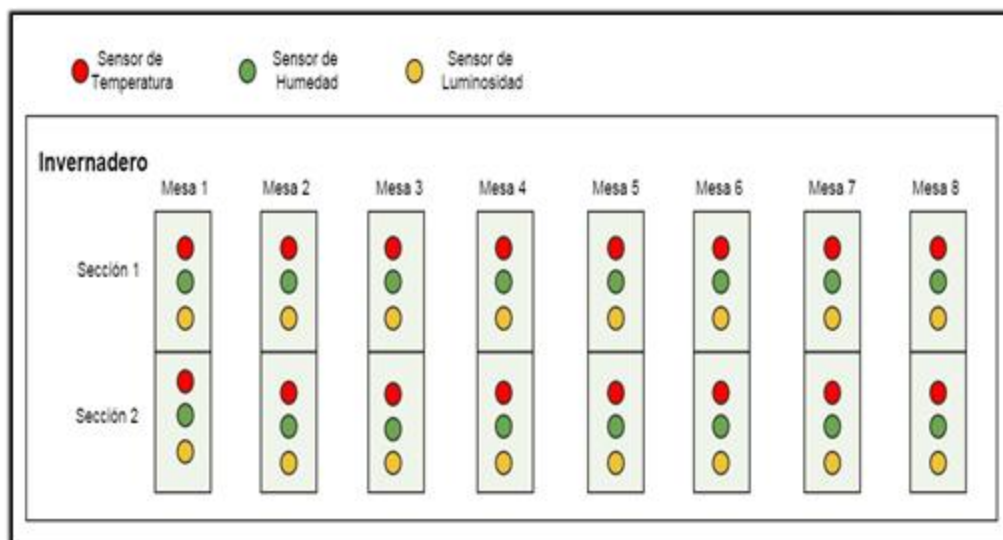 Sensor de
Temperatura
Sensor de
Humedad
Sensor de
Luminosidad
Invernadero
Mesa 1 Mesa 2 Mesa 3 Mesa 4 Mesa 5 Mesa 6 Mesa 7 Mesa 8
Sección 1
Sección 2